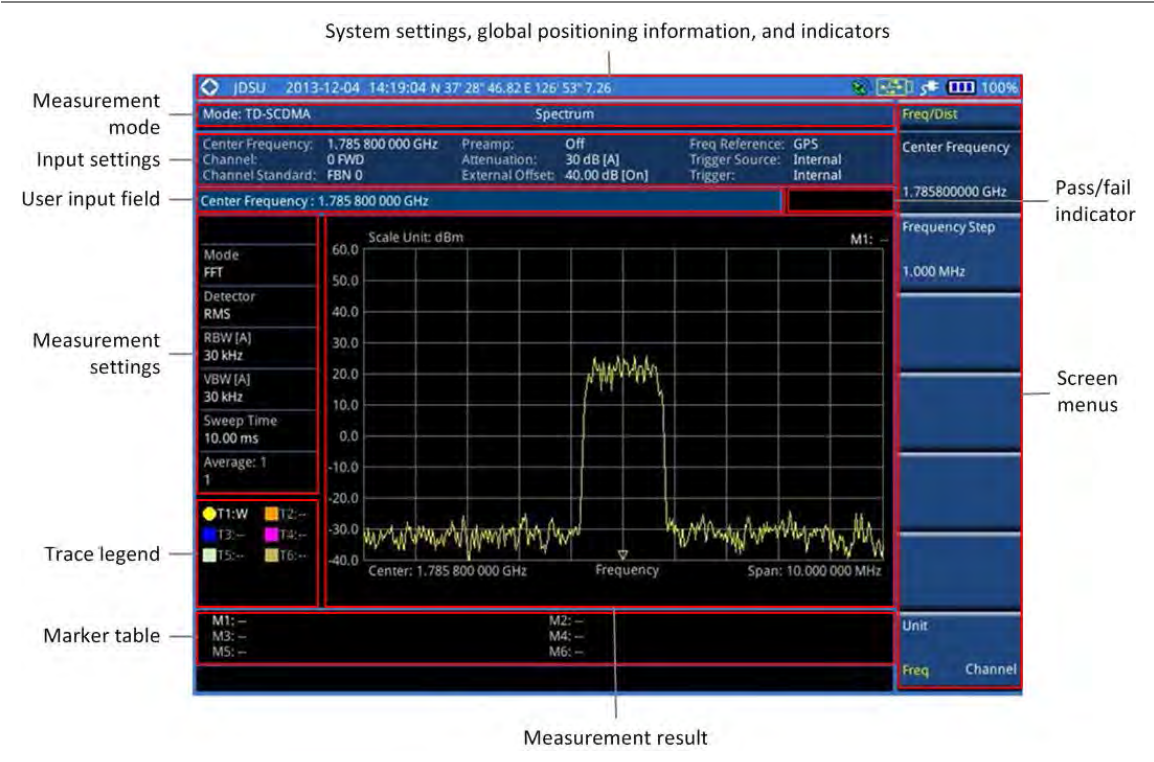 System settings, global positioning information, and indicators
JDSU 2013-12-04 14:19:04 N 37' 28" 46.82 E 126' 53" 7.26 100%
Measurement
mode
Mode: TD-SCDMA Spectrum Freq/Dist
Input settings
Center Frequency: 1.785 800 000 GHz Preamp: Off Freq Reference: GPS
Channel: 0 FWD Attenuation: 30 dB [A] Trigger Source: Internal
Channel Standard: FBN 0 External Offset: 40.00 dB [On] Trigger: Internal
Center Frequency
1.785800000 GHz
User input field
Center Frequency : 1.785 800 000 GHz
Pass/fail
indicator
Frequency Step
1.000 MHz
Measurement
settings
Mode
FFT
Detector
RMS
RBW [A]
30 kHz
VBW [A]
30 kHz
Sweep Time
10.00 ms
Average: 1
1
Scale Unit: dBm M1: --
60.0
50.0
40.0
30.0
20.0
10.0
0.0
-10.0
-20.0
-30.0
-40.0
Center: 1.785 800 000 GHz Frequency Span: 10.000 000 MHz
Screen
menus
Trace legend
T1:W T2:--
T3:-- T4:--
T5:-- T6:--
Marker table
M1: -- M2: --
M3: -- M4: --
M5: -- M6: --
Unit
Freq Channel
Measurement result